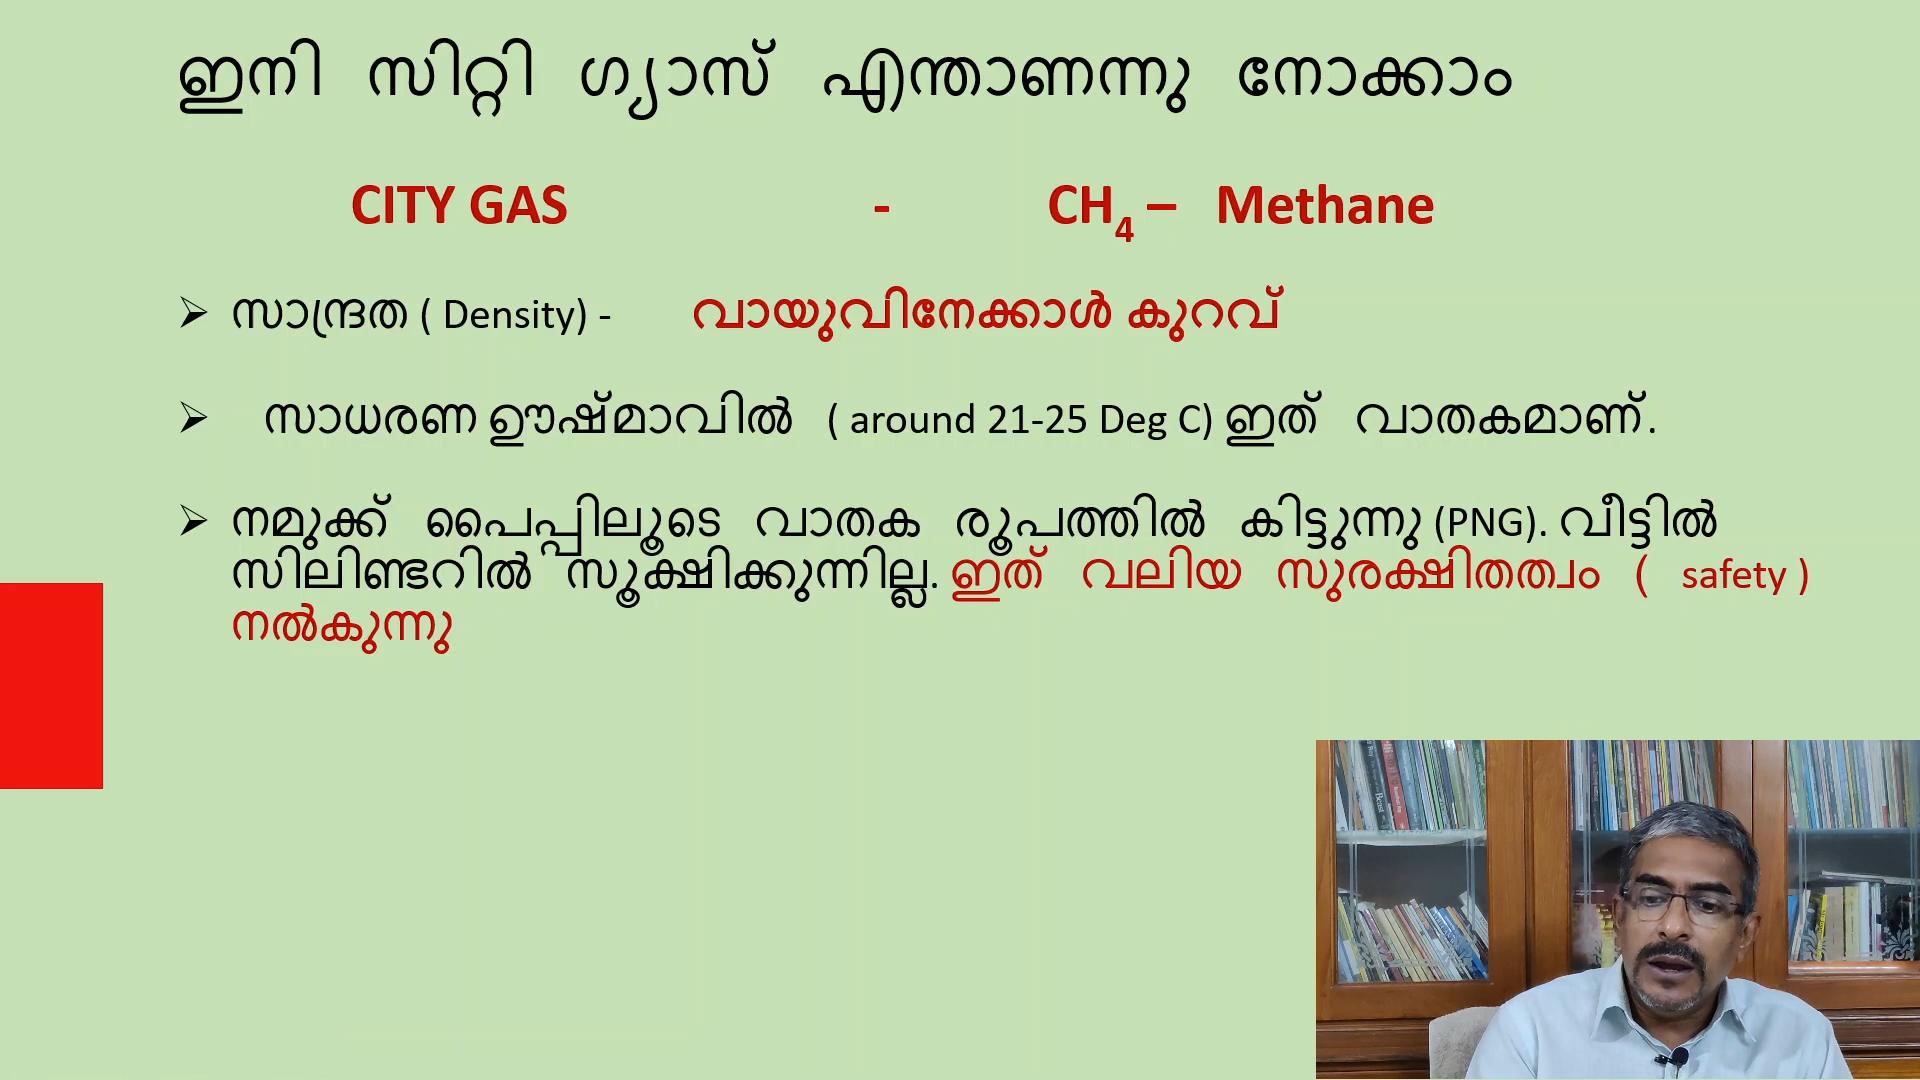 ഇനി സിറ്റി ഗ്യാസ് എന്താണന്നു നോക്കാം
CITY GAS - CH4 – Methane
➢ സാന്ദ്രത ( Density) - വായുവിനേക്കാൾ കുറവ്
➢ സാധരണ ഊഷ്മാവിൽ ( around 21-25 Deg C) ഇത് വാതകമാണ്.
➢ നമുക്ക് പൈപ്പിലൂടെ വാതക രൂപത്തിൽ കിട്ടുന്നു (PNG). വീട്ടിൽ
സിലിണ്ടറിൽ സൂക്ഷിക്കുന്നില്ല. ഇത് വലിയ സുരക്ഷിതത്വം ( safety )
നൽകുന്നു